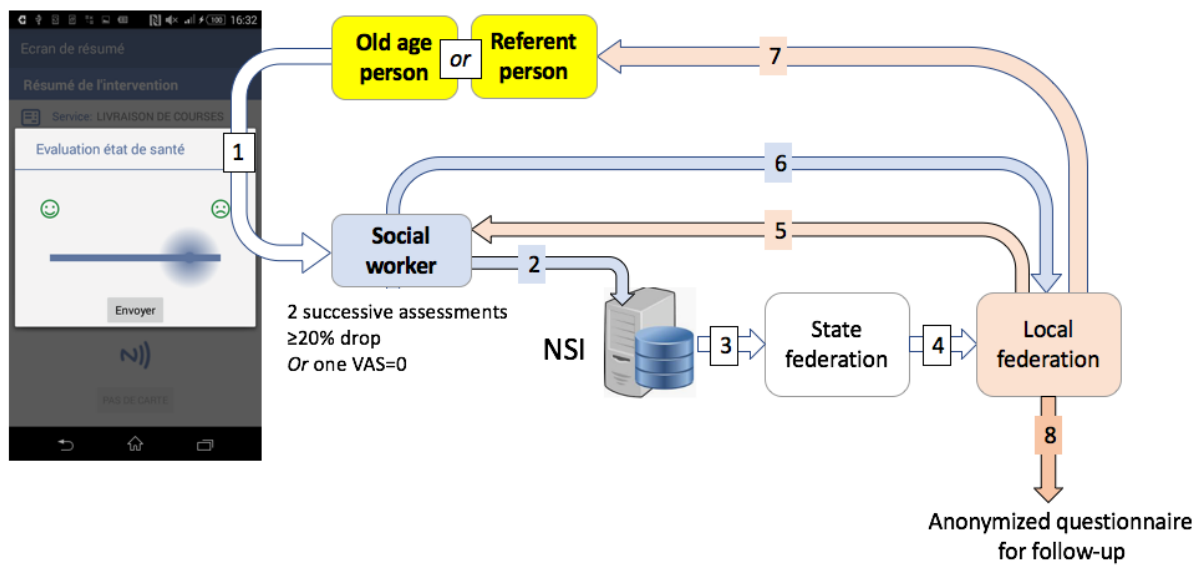 16:32
100
Ecran de résumé
Résumé de l'intervention
Service: LIVRAISON DE COURSES
Evaluation état de santé
Envoyer
PAS DE CARTE
Old age
person
or
Referent
person
7
1
6
5
Social
worker
2
2 successive assessments
≥20% drop
Or one VAS=0
NSI
3
State
federation
4
Local
federation
8
Anonymized questionnaire
for follow-up